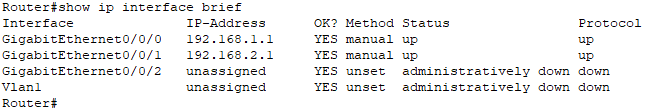 Router#show ip interface brief
Interface              IP-Address      OK? Method Status                Protocol
GigabitEthernet0/0/0   192.168.1.1     YES manual up                    up
GigabitEthernet0/0/1   192.168.2.1     YES manual up                    up
GigabitEthernet0/0/2   unassigned      YES unset  administratively down down
Vlan1                  unassigned      YES unset  administratively down down
Router#